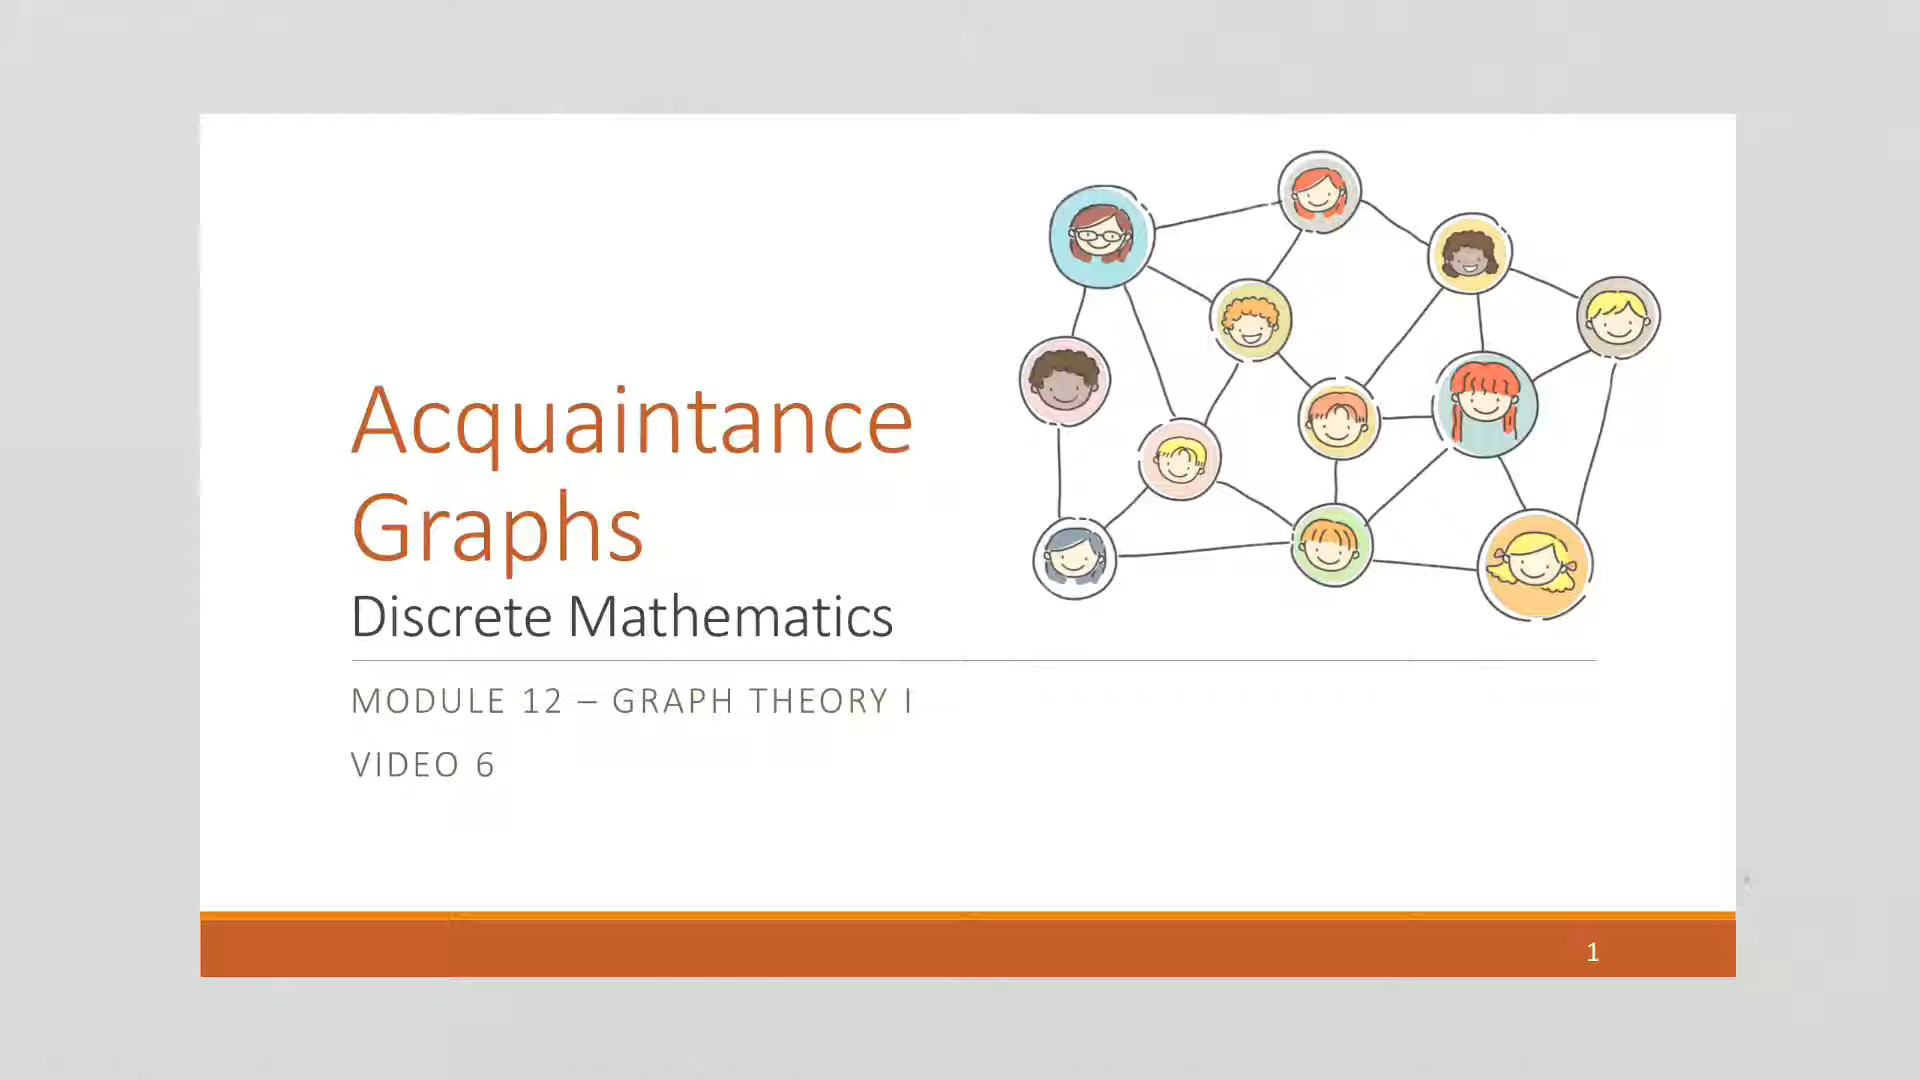 Acquaintance
Graphs
Discrete Mathematics
MODULE 12 – GRAPH THEORY I
VIDEO 6
1